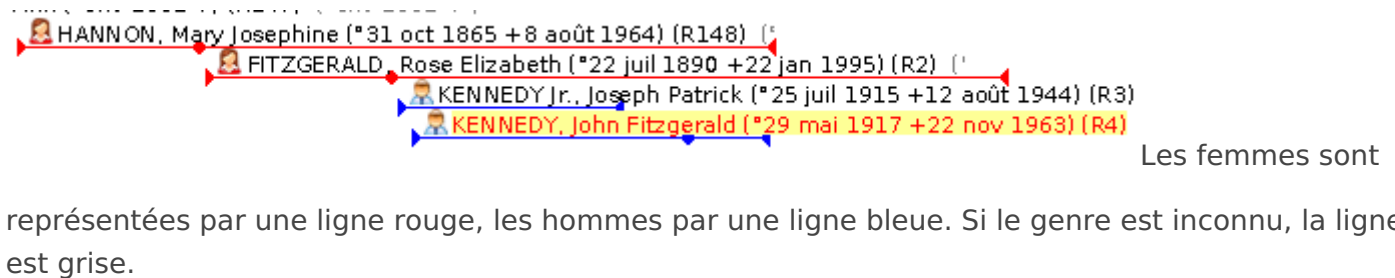 HANNON, Mary Josephine (°31 oct 1865 +8 août 1964) (R148) ('
FITZGERALD, Rose Elizabeth (°22 juil 1890 +22 jan 1995) (R2) ('
KENNEDY Jr., Joseph Patrick (°25 juil 1915 +12 août 1944) (R3)
KENNEDY, John Fitzgerald (°29 mai 1917 +22 nov 1963) (R4)
Les femmes sont
représentées par une ligne rouge, les hommes par une ligne bleue. Si le genre est inconnu, la ligne
est grise.